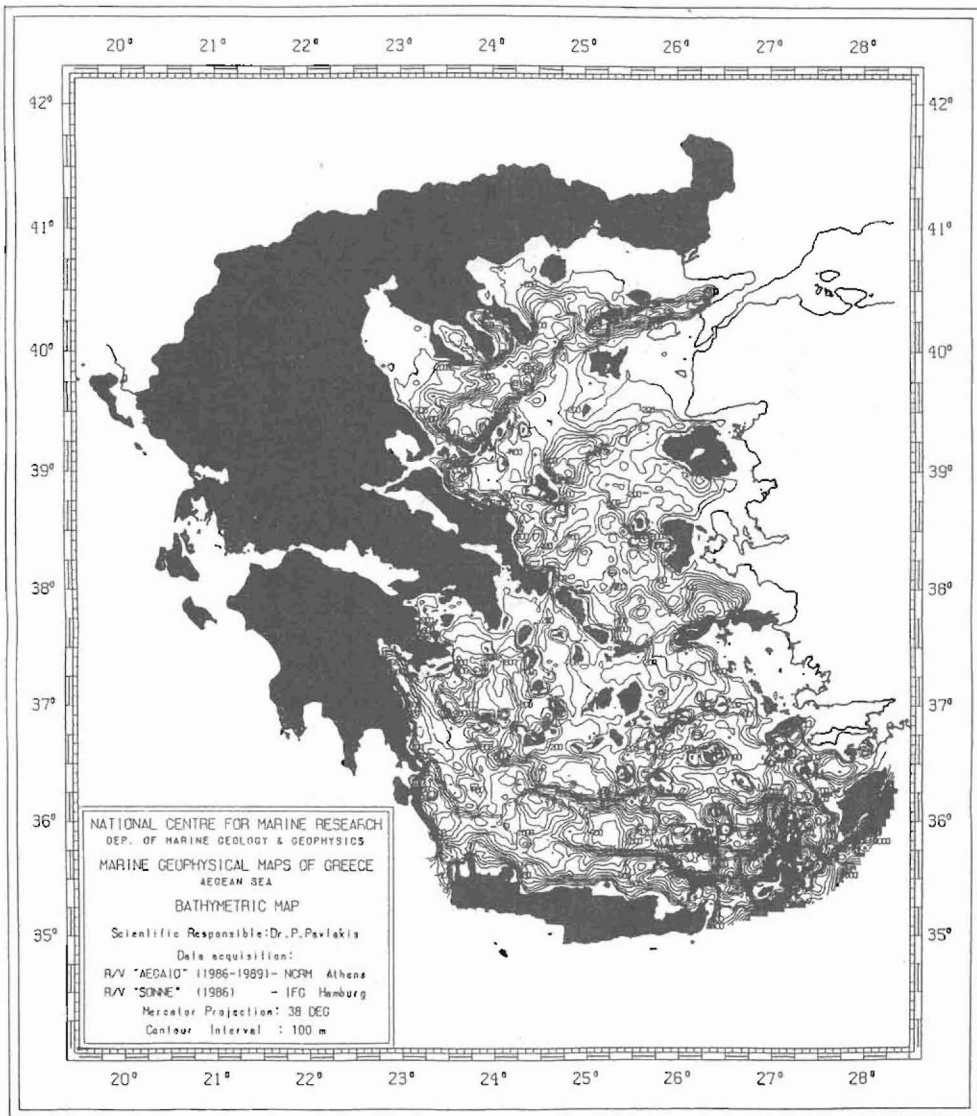 20° 21° 22° 23° 24° 25° 26° 27° 28°
42° 42°
41° 41°
40° 40°
39° 39°
38° 38°
37° 37°
36° 36°
35° 35°
NATIONAL CENTRE FOR MARINE RESEARCH
DEP. OF MARINE GEOLOGY & GEOPHYSICS
MARINE GEOPHYSICAL MAPS OF GREECE
AEGEAN SEA
BATHYMETRIC MAP
Scientific Responsible:Dr.P.Pavlakis
Data acquisition:
R/V "AEGAIO" (1986-1989)- NCRM Athens
R/V "SONNE" (1986) - IFG Hamburg
Mercator Projection: 38 DEG
Contour Interval : 100 m
20° 21° 22° 23° 24° 25° 26° 27° 28°